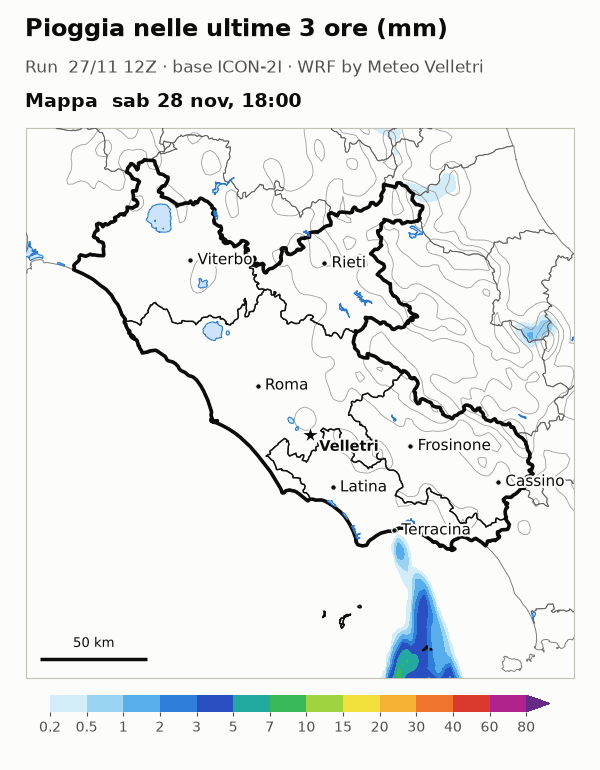 Pioggia nelle ultime 3 ore (mm)
Run  27/11 12Z · base ICON-2I · WRF by Meteo Velletri
Mappa  sab 28 nov, 18:00
Viterbo
Rieti
Roma
Velletri
Frosinone
Cassino
Latina
Terracina
50 km
0.2 0.5 1 2 3 5 7 10 15 20 30 40 60 80